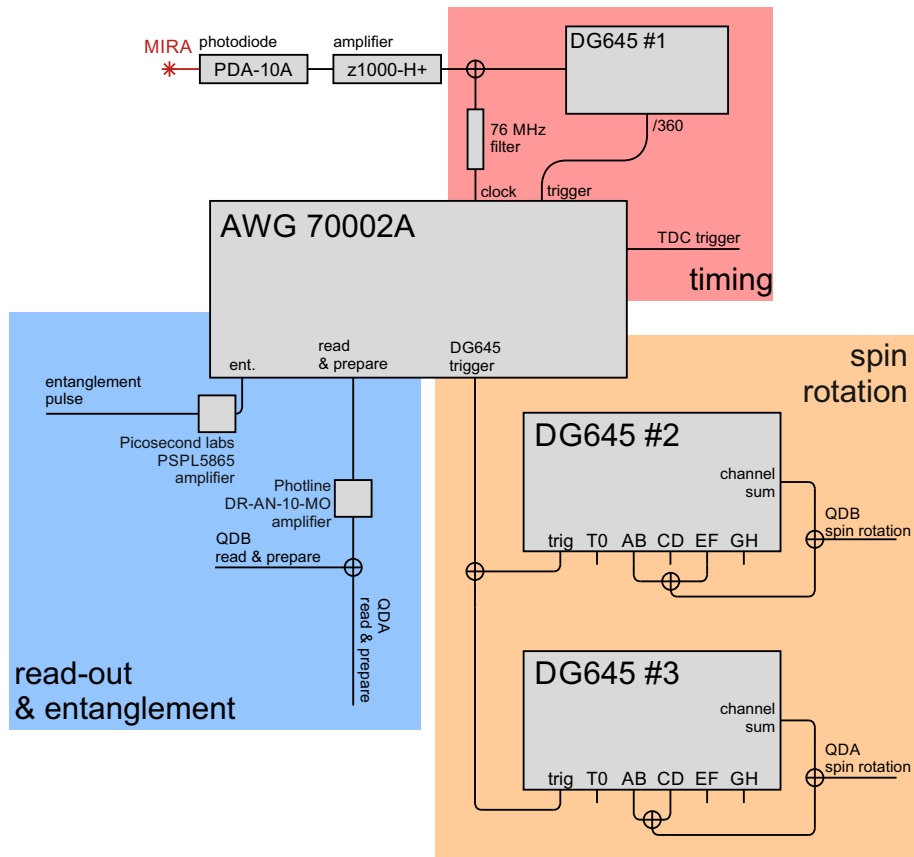 MIRA
photodiode
PDA-10A
amplifier
z1000-H+
DG645 #1
/360
76 MHz
filter
clock
trigger
AWG 70002A
TDC trigger
timing
ent.
read
& prepare
DG645
trigger
entanglement
pulse
Picosecond labs
PSPL5865
amplifier
Photline
DR-AN-10-MO
amplifier
QDB
read & prepare
QDA
read & prepare
read-out
& entanglement
spin
rotation
DG645 #2
channel
sum
trig T0 AB CD EF GH
QDB
spin rotation
DG645 #3
channel
sum
trig T0 AB CD EF GH
QDA
spin rotation